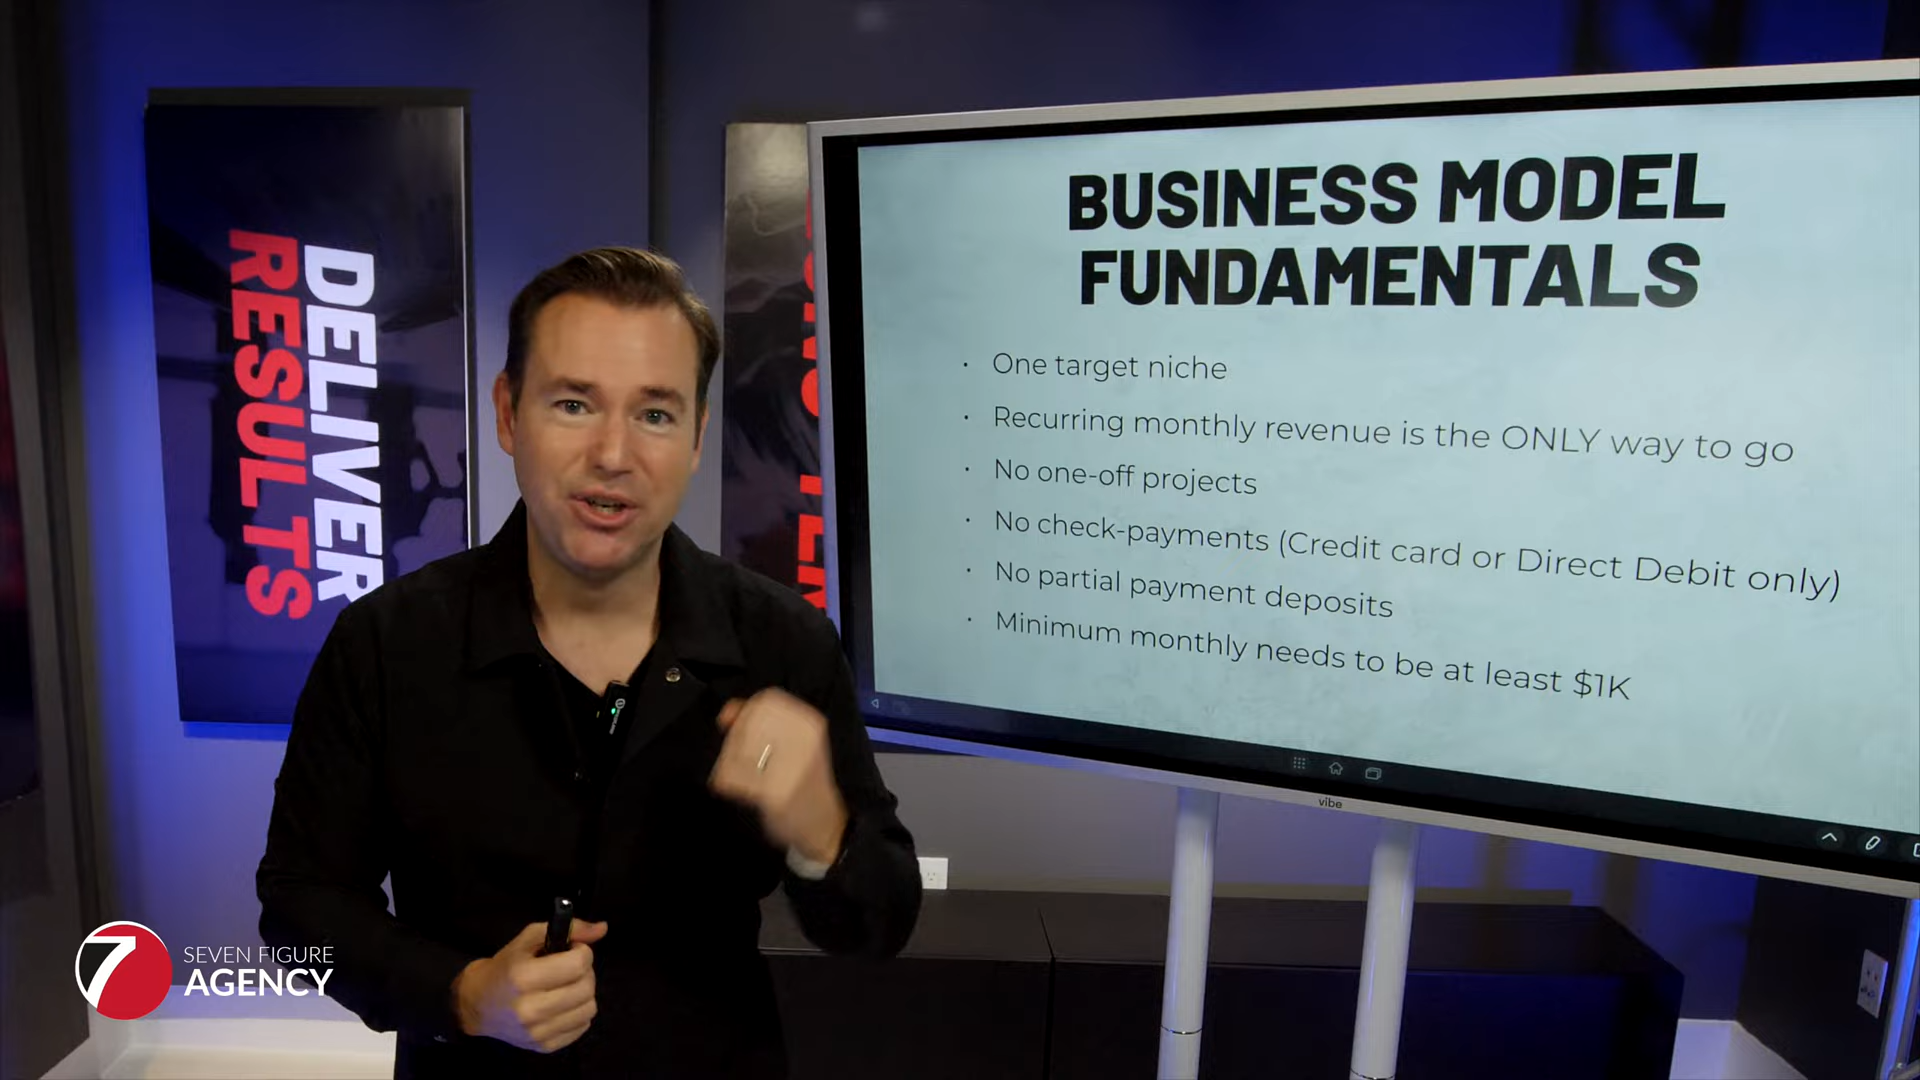 DELIVER
RESULTS
BUSINESS MODEL
FUNDAMENTALS
· One target niche
· Recurring monthly revenue is the ONLY way to go
· No one-off projects
· No check-payments (Credit card or Direct Debit only)
· No partial payment deposits
· Minimum monthly needs to be at least $1K
vibe
7
SEVEN FIGURE
AGENCY